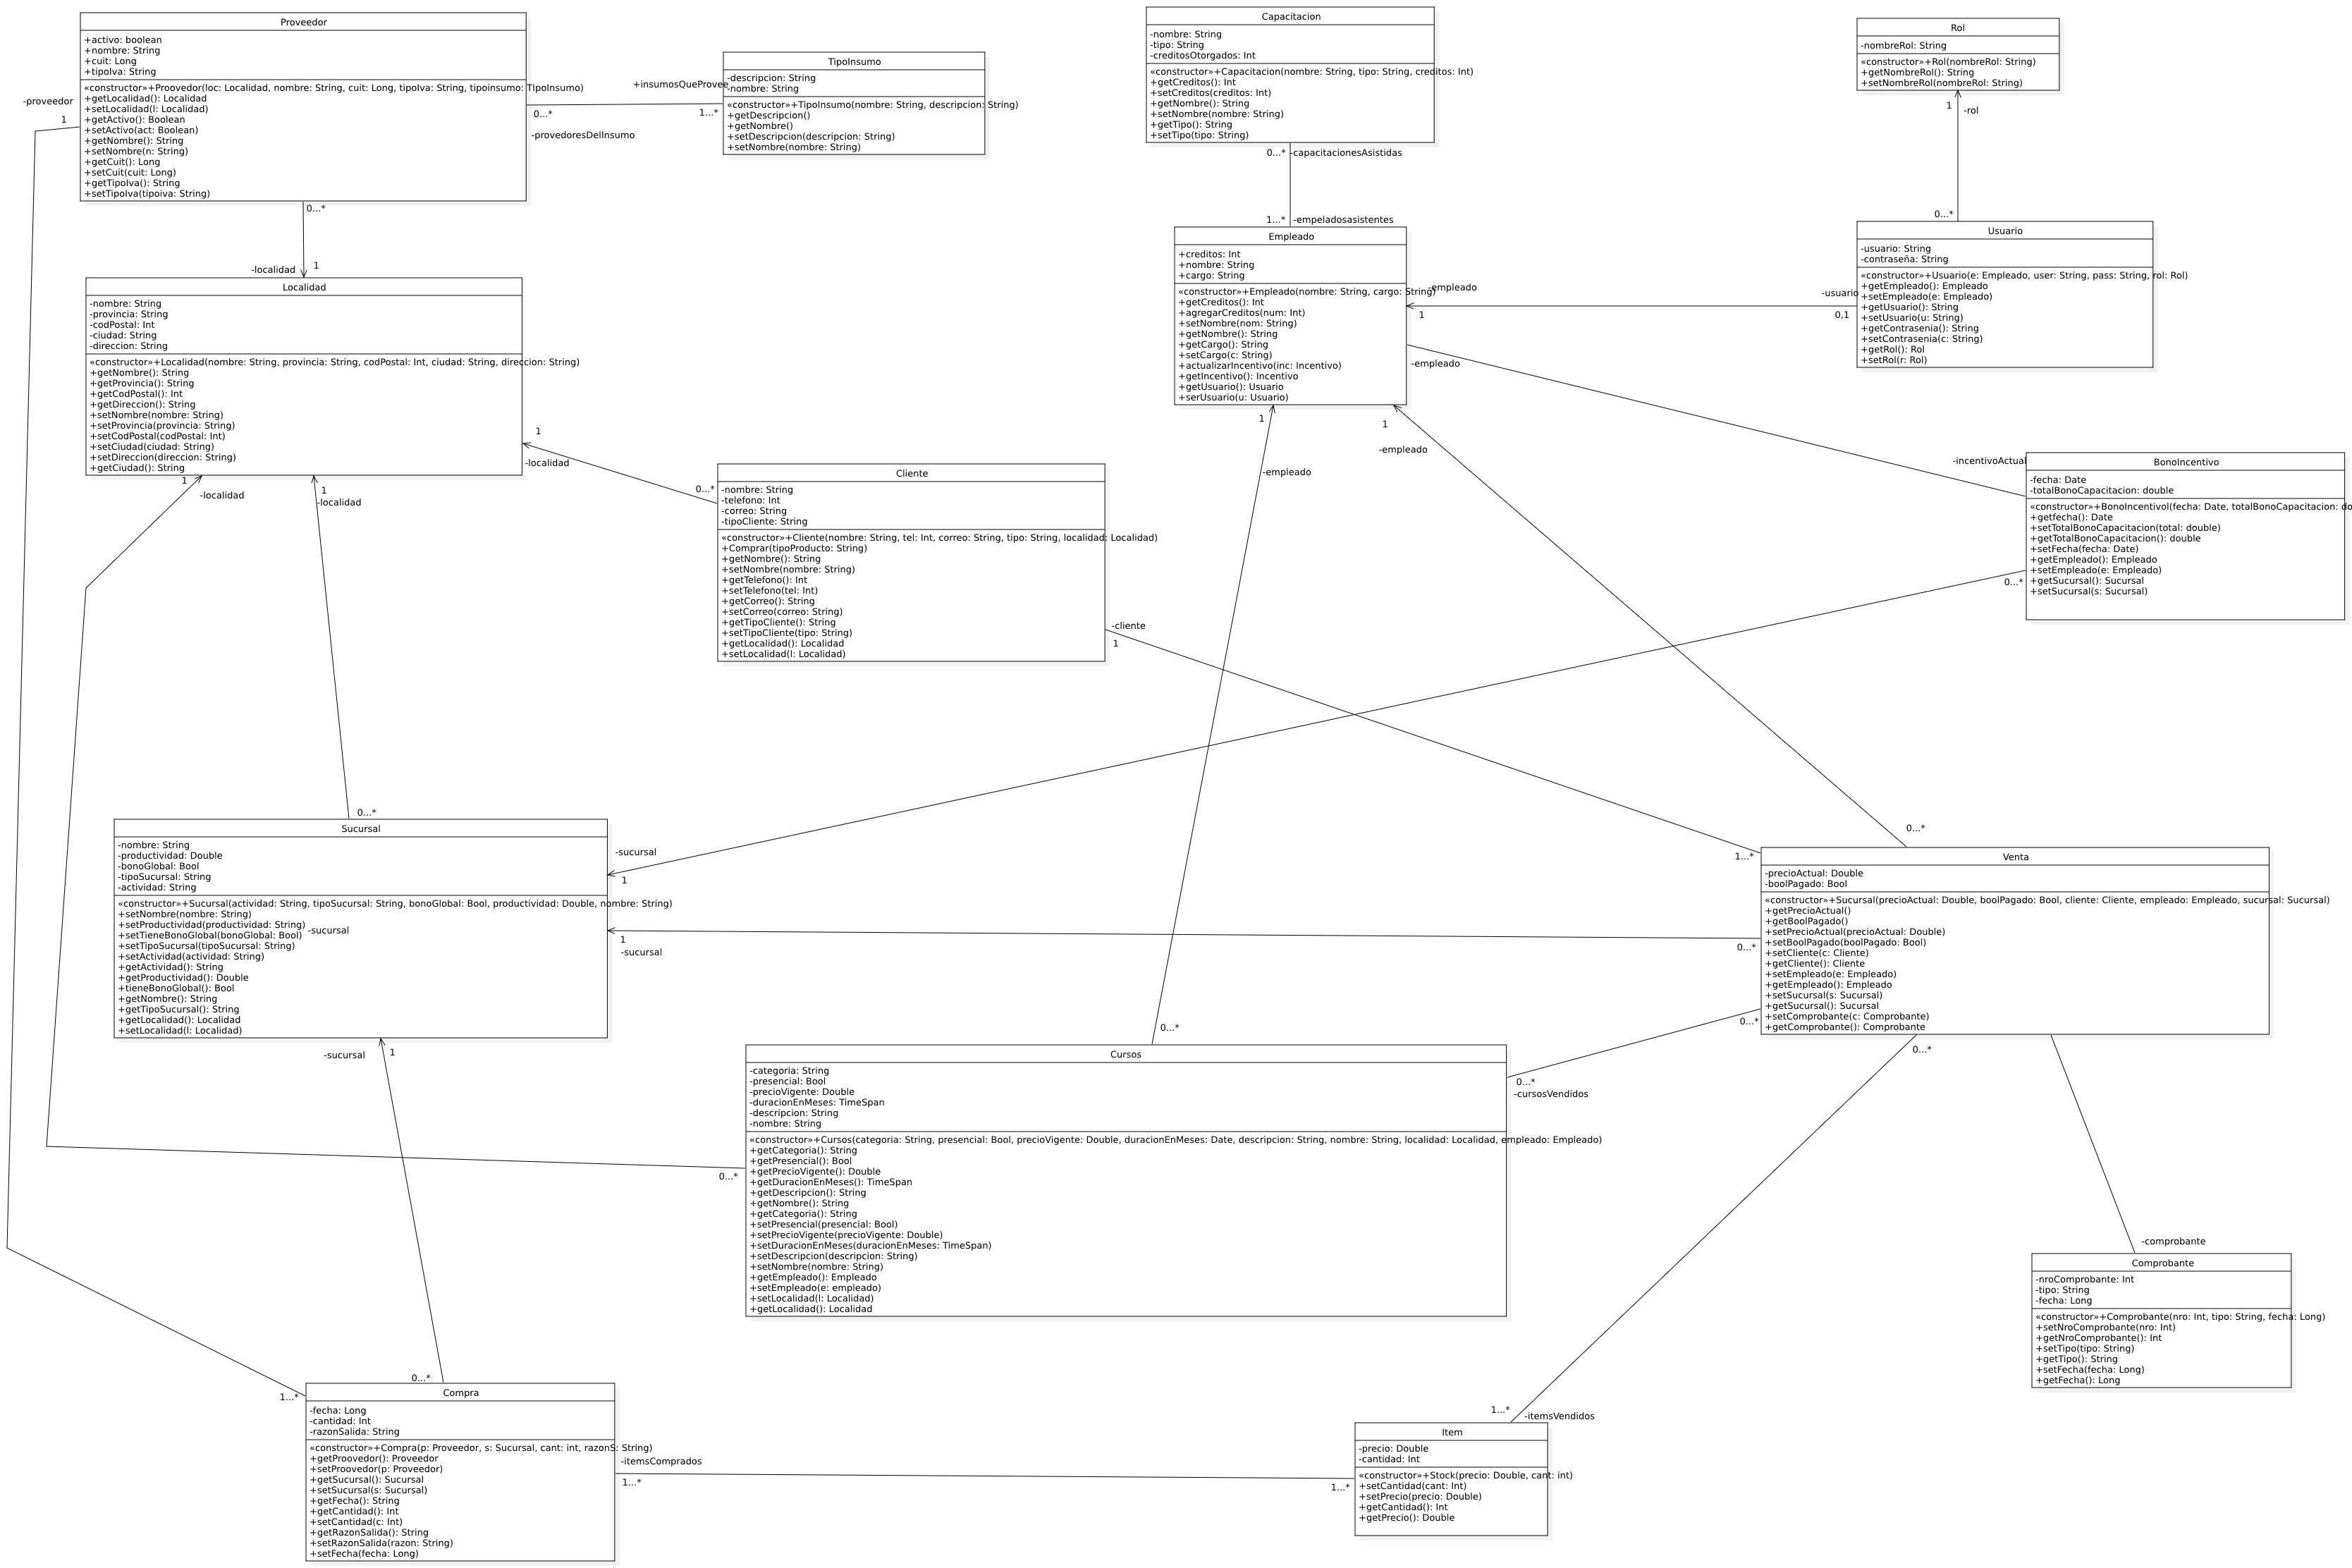 Proveedor
+activo: boolean
+nombre: String
+cuit: Long
+tipoIva: String
«constructor»+Proovedor(loc: Localidad, nombre: String, cuit: Long, tipoIva: String, tipoinsumo: TIpoInsumo)
+getLocalidad(): Localidad
+setLocalidad(l: Localidad)
+getActivo(): Boolean
+setActivo(act: Boolean)
+getNombre(): String
+setNombre(n: String)
+getCuit(): Long
+setCuit(cuit: Long)
+getTipoIva(): String
+setTipoIva(tipoiva: String)
-proveedor
1
0...*
-provedoresDelInsumo
+insumosQueProvee
1...*
TipoInsumo
-descripcion: String
-nombre: String
«constructor»+TipoInsumo(nombre: String, descripcion: String)
+getDescripcion()
+getNombre()
+setDescripcion(descripcion: String)
+setNombre(nombre: String)
Capacitacion
-nombre: String
-tipo: String
-creditosOtorgados: Int
«constructor»+Capacitacion(nombre: String, tipo: String, creditos: Int)
+getCreditos(): Int
+setCreditos(creditos: Int)
+getNombre(): String
+setNombre(nombre: String)
+getTipo(): String
+setTipo(tipo: String)
0...* -capacitacionesAsistidas
1...* -empeladosasistentes
Rol
-nombreRol: String
«constructor»+Rol(nombreRol: String)
+getNombreRol(): String
+setNombreRol(nombreRol: String)
1
-rol
0...*
Usuario
-usuario: String
-contraseña: String
«constructor»+Usuario(e: Empleado, user: String, pass: String, rol: Rol)
+getEmpleado(): Empleado
+setEmpleado(e: Empleado)
+getUsuario(): String
+setUsuario(u: String)
+getContrasenia(): String
+setContrasenia(c: String)
+getRol(): Rol
+setRol(r: Rol)
-usuario
0,1
Empleado
+creditos: Int
+nombre: String
+cargo: String
«constructor»+Empleado(nombre: String, cargo: String)
+getCreditos(): Int
+agregarCreditos(num: Int)
+setNombre(nom: String)
+getNombre(): String
+getCargo(): String
+setCargo(c: String)
+actualizarIncentivo(inc: Incentivo)
+getIncentivo(): Incentivo
+getUsuario(): Usuario
+serUsuario(u: Usuario)
-empleado
1
-empleado
1
-empleado
1
-empleado
0...*
-localidad 1
Localidad
-nombre: String
-provincia: String
-codPostal: Int
-ciudad: String
-direccion: String
«constructor»+Localidad(nombre: String, provincia: String, codPostal: Int, ciudad: String, direccion: String)
+getNombre(): String
+getProvincia(): String
+getCodPostal(): Int
+getDireccion(): String
+setNombre(nombre: String)
+setProvincia(provincia: String)
+setCodPostal(codPostal: Int)
+setCiudad(ciudad: String)
+setDireccion(direccion: String)
+getCiudad(): String
1
-localidad
1
-localidad
1
-localidad
0...*
Cliente
-nombre: String
-telefono: Int
-correo: String
-tipoCliente: String
«constructor»+Cliente(nombre: String, tel: Int, correo: String, tipo: String, localidad: Localidad)
+Comprar(tipoProducto: String)
+getNombre(): String
+setNombre(nombre: String)
+getTelefono(): Int
+setTelefono(tel: Int)
+getCorreo(): String
+setCorreo(correo: String)
+getTipoCliente(): String
+setTipoCliente(tipo: String)
+getLocalidad(): Localidad
+setLocalidad(l: Localidad)
-cliente
1
-incentivoActual
BonoIncentivo
-fecha: Date
-totalBonoCapacitacion: double
«constructor»+BonoIncentivol(fecha: Date, totalBonoCapacitacion: do
+getfecha(): Date
+setTotalBonoCapacitacion(total: double)
+getTotalBonoCapacitacion(): double
+setFecha(fecha: Date)
+getEmpleado(): Empleado
+setEmpleado(e: Empleado)
+getSucursal(): Sucursal
+setSucursal(s: Sucursal)
0...*
0...*
Sucursal
-nombre: String
-productividad: Double
-bonoGlobal: Bool
-tipoSucursal: String
-actividad: String
«constructor»+Sucursal(actividad: String, tipoSucursal: String, bonoGlobal: Bool, productividad: Double, nombre: String)
+setNombre(nombre: String)
+setProductividad(productividad: String)
+setTieneBonoGlobal(bonoGlobal: Bool)
+setTipoSucursal(tipoSucursal: String)
+setActividad(actividad: String)
+getActividad(): String
+getProductividad(): Double
+tieneBonoGlobal(): Bool
+getNombre(): String
+getTipoSucursal(): String
+getLocalidad(): Localidad
+setLocalidad(l: Localidad)
-sucursal
-sucursal
1
1
-sucursal
-sucursal
1
0...*
1...*
Venta
-precioActual: Double
-boolPagado: Bool
«constructor»+Sucursal(precioActual: Double, boolPagado: Bool, cliente: Cliente, empleado: Empleado, sucursal: Sucursal)
+getPrecioActual()
+getBoolPagado()
+setPrecioActual(precioActual: Double)
+setBoolPagado(boolPagado: Bool)
+setCliente(c: Cliente)
+getCliente(): Cliente
+setEmpleado(e: Empleado)
+getEmpleado(): Empleado
+setSucursal(s: Sucursal)
+getSucursal(): Sucursal
+setComprobante(c: Comprobante)
+getComprobante(): Comprobante
0...*
0...*
0...*
0...*
Cursos
-categoria: String
-presencial: Bool
-precioVigente: Double
-duracionEnMeses: TimeSpan
-descripcion: String
-nombre: String
«constructor»+Cursos(categoria: String, presencial: Bool, precioVigente: Double, duracionEnMeses: Date, descripcion: String, nombre: String, localidad: Localidad, empleado: Empleado)
+getCategoria(): String
+getPresencial(): Bool
+getPrecioVigente(): Double
+getDuracionEnMeses(): TimeSpan
+getDescripcion(): String
+getNombre(): String
+getCategoria(): String
+setPresencial(presencial: Bool)
+setPrecioVigente(precioVigente: Double)
+setDuracionEnMeses(duracionEnMeses: TimeSpan)
+setDescripcion(descripcion: String)
+setNombre(nombre: String)
+getEmpleado(): Empleado
+setEmpleado(e: empleado)
+setLocalidad(l: Localidad)
+getLocalidad(): Localidad
0...*
-cursosVendidos
0...*
-comprobante
Comprobante
-nroComprobante: Int
-tipo: String
-fecha: Long
«constructor»+Comprobante(nro: Int, tipo: String, fecha: Long)
+setNroComprobante(nro: Int)
+getNroComprobante(): Int
+setTipo(tipo: String)
+getTipo(): String
+setFecha(fecha: Long)
+getFecha(): Long
0...*
1...*
Compra
-fecha: Long
-cantidad: Int
-razonSalida: String
«constructor»+Compra(p: Proveedor, s: Sucursal, cant: int, razonS: String)
+getProovedor(): Proveedor
+setProovedor(p: Proveedor)
+getSucursal(): Sucursal
+setSucursal(s: Sucursal)
+getFecha(): String
+getCantidad(): Int
+setCantidad(c: Int)
+getRazonSalida(): String
+setRazonSalida(razon: String)
+setFecha(fecha: Long)
-itemsComprados
1...*
1...*
1...*
-itemsVendidos
Item
-precio: Double
-cantidad: Int
«constructor»+Stock(precio: Double, cant: int)
+setCantidad(cant: Int)
+setPrecio(precio: Double)
+getCantidad(): Int
+getPrecio(): Double